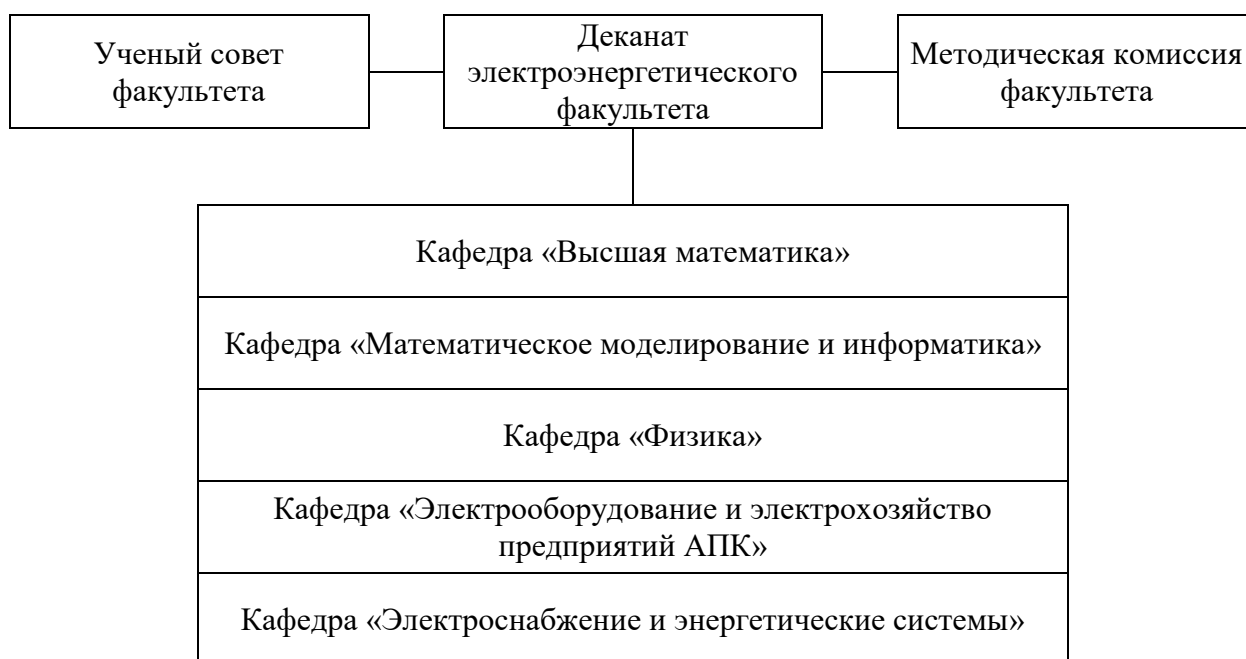 Ученый совет
факультета
Деканат
электроэнергетического
факультета
Методическая комиссия
факультета
Кафедра «Высшая математика»
Кафедра «Математическое моделирование и информатика»
Кафедра «Физика»
Кафедра «Электрооборудование и электрохозяйство
предприятий АПК»
Кафедра «Электроснабжение и энергетические системы»